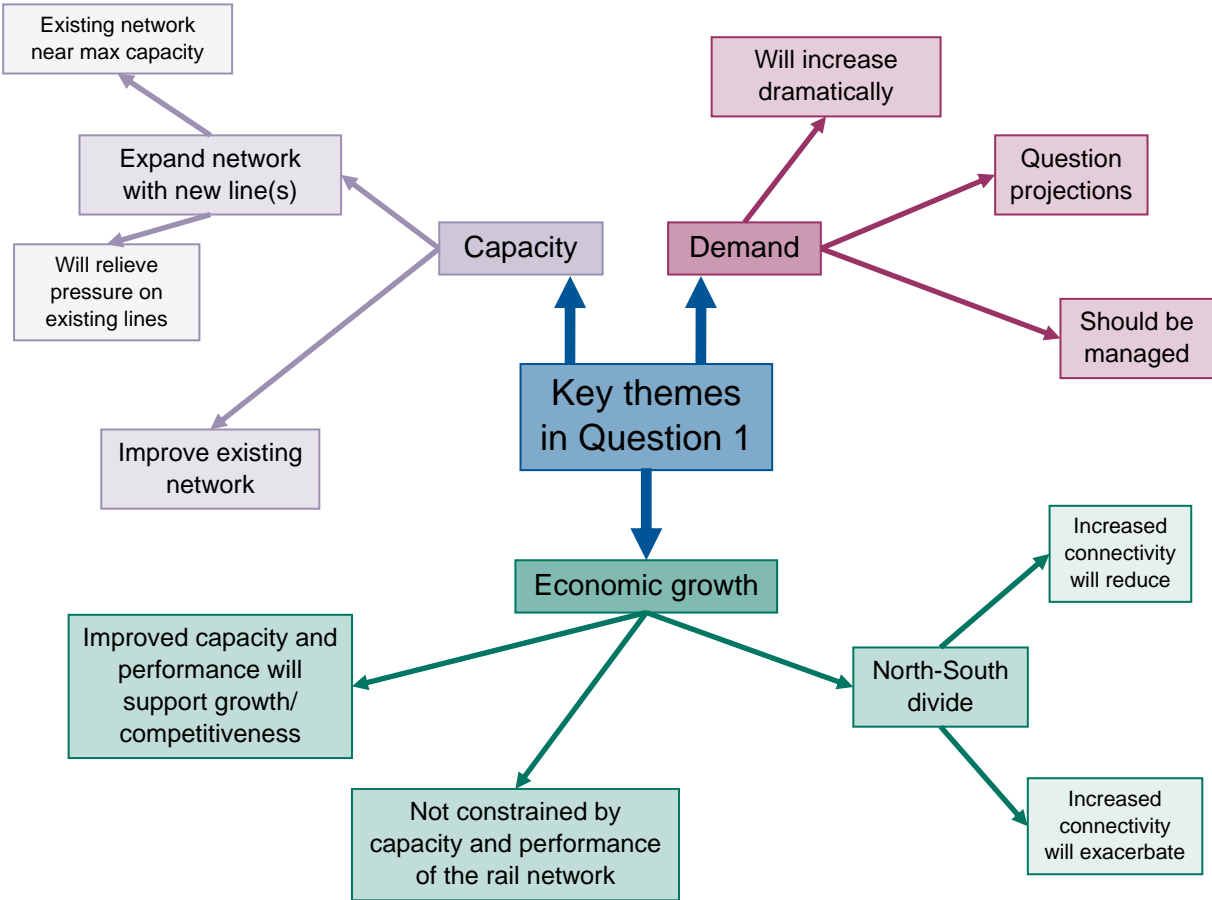 Existing network
near max capacity
Will increase
dramatically
Expand network
with new line(s)
Question
projections
Capacity
Demand
Will relieve
pressure on
existing lines
Should be
managed
Key themes
in Question 1
Improve existing
network
Economic growth
Increased
connectivity
will reduce
Improved capacity and
performance will
support growth/
competitiveness
North-South
divide
Not constrained by
capacity and performance
of the rail network
Increased
connectivity
will exacerbate